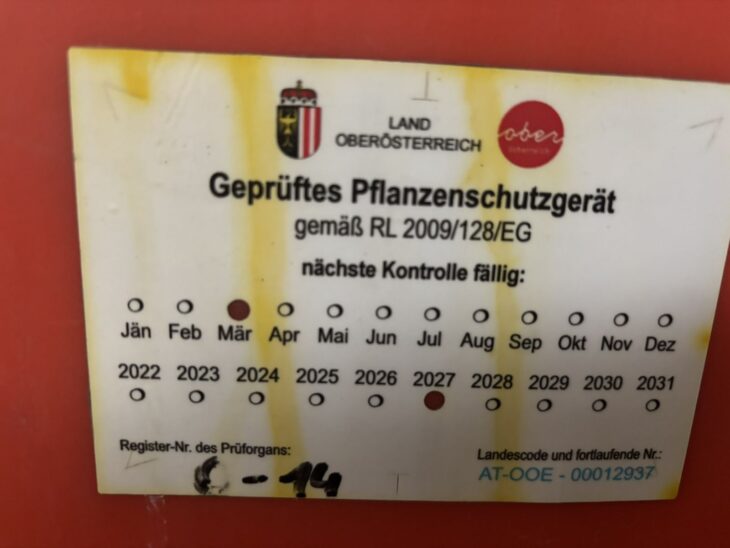 LAND
OBERÖSTERREICH
ober
österreich
Geprüftes Pflanzenschutzgerät
gemäß RL 2009/128/EG
nächste Kontrolle fällig:
Jän Feb Mär Apr Mai Jun Jul Aug Sep Okt Nov Dez
2022 2023 2024 2025 2026 2027 2028 2029 2030 2031
Register-Nr. des Prüforgans:
Landescode und fortlaufende Nr.:
- 14
AT-OOE - 00012937